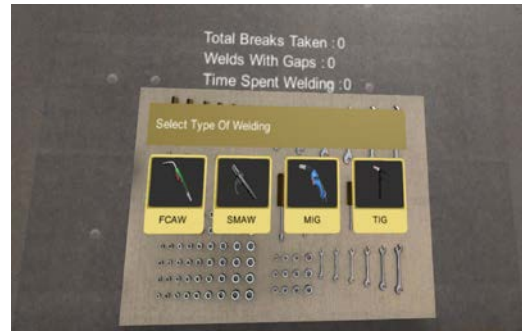 Total Breaks Taken :0
Welds With Gaps :0
Time Spent Welding :0
Select Type Of Welding
FCAW
SMAW
MIG
TIG